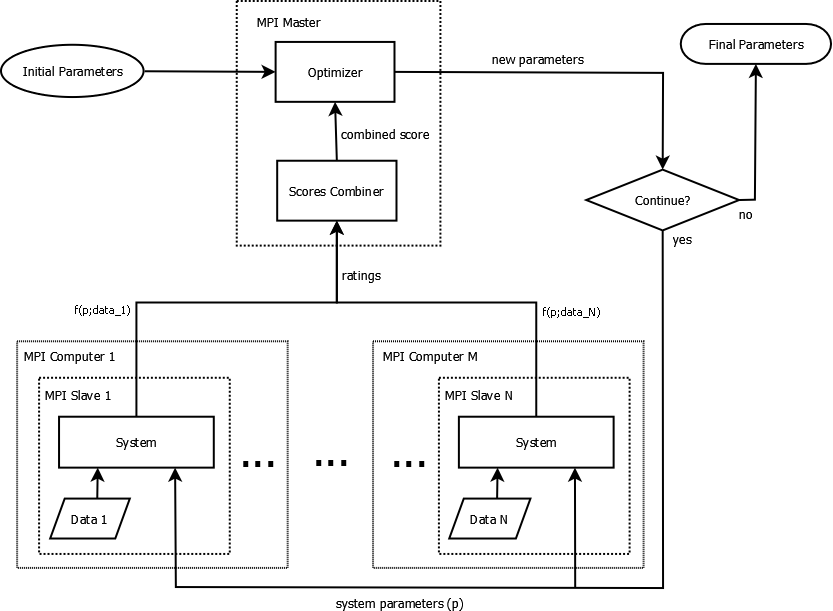 MPI Master
Initial Parameters
Optimizer
new parameters
Final Parameters
combined score
Scores Combiner
Continue?
no
yes
ratings
f(p;data_1)
f(p;data_N)
MPI Computer 1
MPI Computer M
MPI Slave 1
MPI Slave N
System
System
... ... ...
Data 1
Data N
system parameters (p)